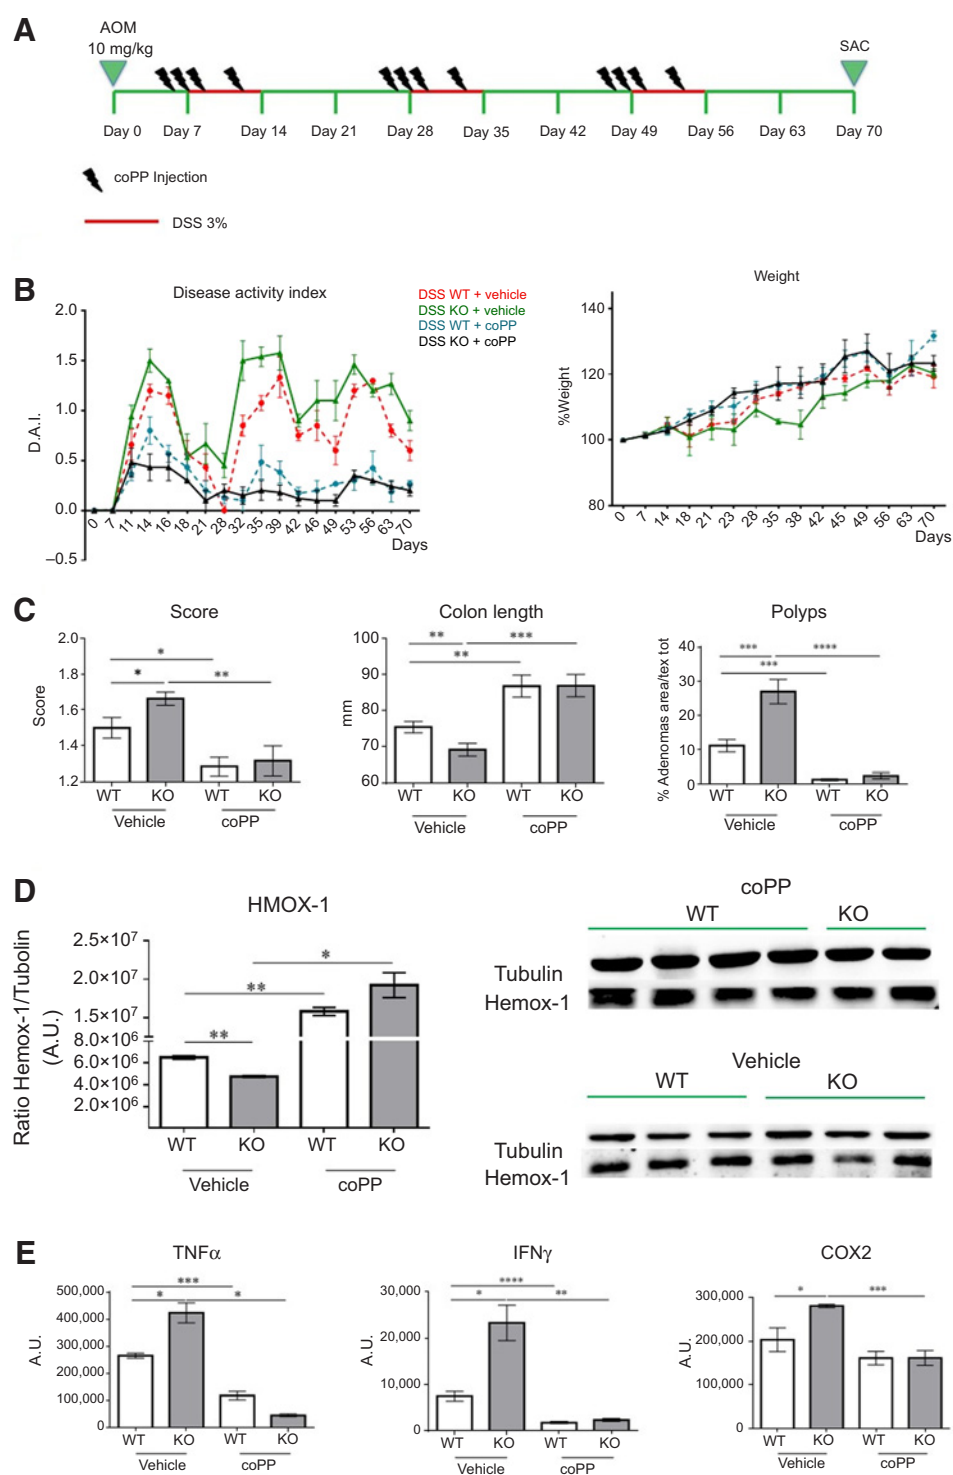 A
AOM
10 mg/kg
SAC
Day 0 Day 7 Day 14 Day 21 Day 28 Day 35 Day 42 Day 49 Day 56 Day 63 Day 70
coPP Injection
DSS 3%
B
Disease activity index
DSS WT + vehicle
DSS KO + vehicle
DSS WT + coPP
DSS KO + coPP
D.A.I.
2.0
1.5
1.0
0.5
0.0
–0.5
0 7 11 14 16 18 21 28 32 35 39 42 46 49 53 56 63 70
Days
Weight
%Weight
140
120
100
80
0 7 14 18 21 23 28 35 38 42 45 49 56 63 70
Days
C
Score
Score
2.0
1.8
1.6
1.4
1.2
* 
* **
WT KO WT KO
Vehicle coPP
Colon length
mm
100
90
80
70
60
** ***
**
WT KO WT KO
Vehicle coPP
Polyps
% Adenomas area/tex tot
40
30
20
10
0
*** ****
***
WT KO WT KO
Vehicle coPP
D
HMOX-1
Ratio Hemox-1/Tubolin
(A.U.)
2.5×10⁷
2.0×10⁷
1.5×10⁷
8.0×10⁶
6.0×10⁶
4.0×10⁶
2.0×10⁶
*
**
**
WT KO WT KO
Vehicle coPP
coPP
WT KO
Tubulin
Hemox-1
Vehicle
WT KO
Tubulin
Hemox-1
E
TNFα
A.U.
500,000
400,000
300,000
200,000
100,000
0
***
* *
WT KO WT KO
Vehicle coPP
IFNγ
A.U.
30,000
20,000
10,000
0
****
* **
WT KO WT KO
Vehicle coPP
COX2
A.U.
300,000
200,000
100,000
0
* ***
WT KO WT KO
Vehicle coPP